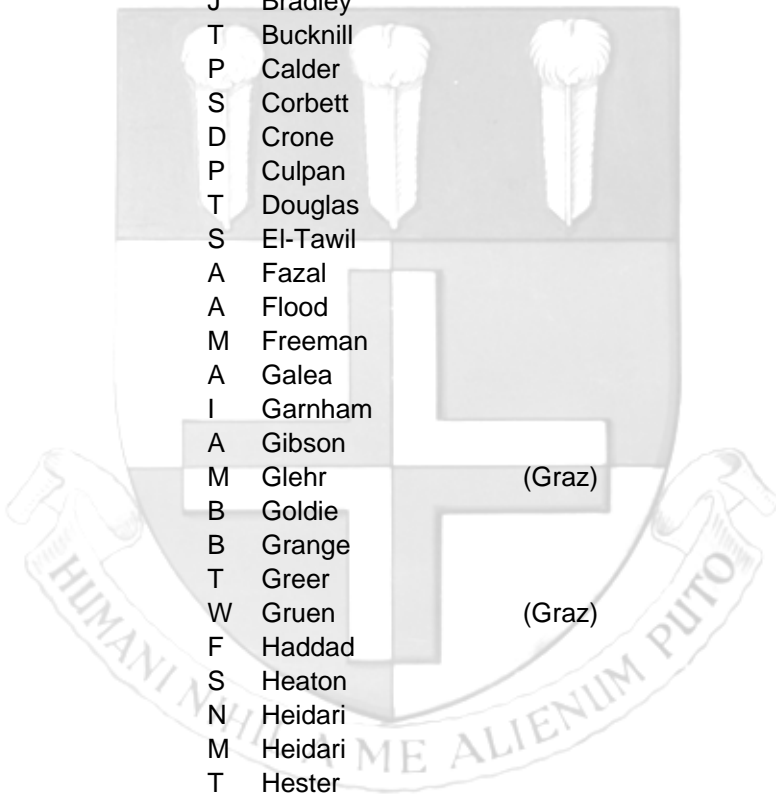 J Bradley
T Bucknill
P Calder
S Corbett
D Crone
P Culpan
T Douglas
S El-Tawil
A Fazal
A Flood
M Freeman
A Galea
I Garnham
A Gibson
M Glehr (Graz)
B Goldie
B Grange
T Greer
W Gruen (Graz)
F Haddad
S Heaton
N Heidari
M Heidari
T Hester
HUMANI NIHIL A ME ALIENUM PUTO